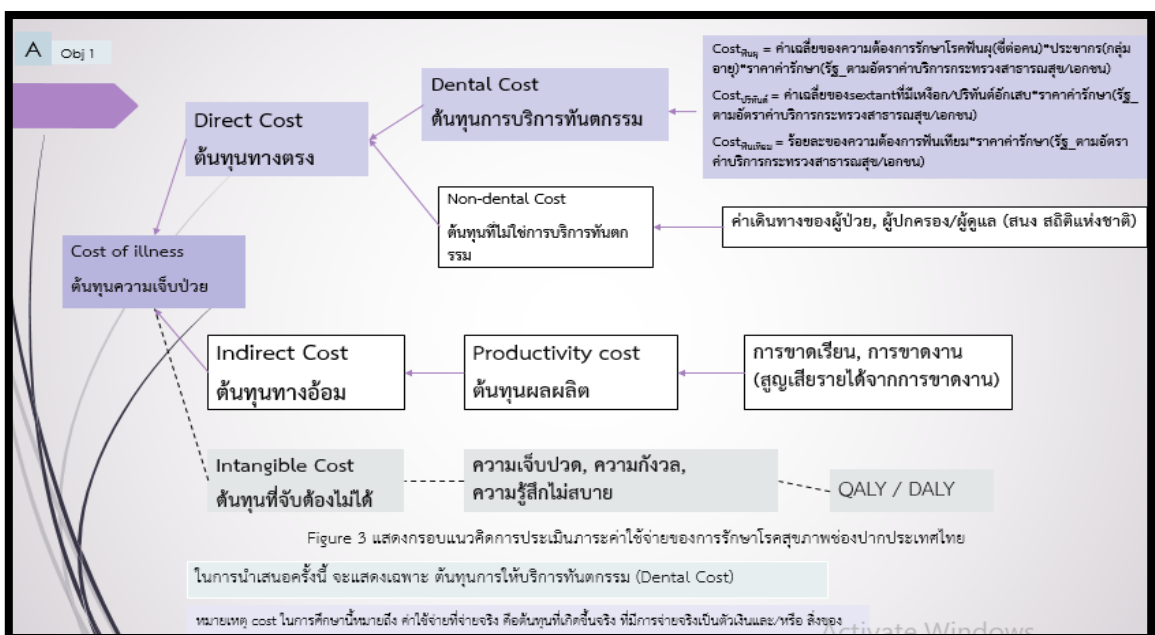 A Obj 1
Cost of illness
ต้นทุนความเจ็บป่วย
Direct Cost
ต้นทุนทางตรง
Dental Cost
ต้นทุนการบริการทันตกรรม
Costฟันผุ = ค่าเฉลี่ยของความต้องการรักษาโรคฟันผุ(ซี่ต่อคน)*ประชากร(กลุ่ม
อายุ)*ราคาค่ารักษา(รัฐ_ตามอัตราค่าบริการกระทรวงสาธารณสุข/เอกชน)
Costปริทันต์ = ค่าเฉลี่ยของsextantที่มีเหงือก/ปริทันต์อักเสบ*ราคาค่ารักษา(รัฐ_
ตามอัตราค่าบริการกระทรวงสาธารณสุข/เอกชน)
Costฟันเทียม = ร้อยละของความต้องการฟันเทียม*ราคาค่ารักษา(รัฐ_ตามอัตรา
ค่าบริการกระทรวงสาธารณสุข/เอกชน)
Non-dental Cost
ต้นทุนที่ไม่ใช่การบริการทันตก
รรม
ค่าเดินทางของผู้ป่วย, ผู้ปกครอง/ผู้ดูแล (สนง สถิติแห่งชาติ)
Indirect Cost
ต้นทุนทางอ้อม
Productivity cost
ต้นทุนผลผลิต
การขาดเรียน, การขาดงาน
(สูญเสียรายได้จากการขาดงาน)
Intangible Cost
ต้นทุนที่จับต้องไม่ได้
ความเจ็บปวด, ความกังวล,
ความรู้สึกไม่สบาย
QALY / DALY
Figure 3 แสดงกรอบแนวคิดการประเมินภาระค่าใช้จ่ายของการรักษาโรคสุขภาพช่องปากประเทศไทย
ในการนำเสนอครั้งนี้ จะแสดงเฉพาะ ต้นทุนการให้บริการทันตกรรม (Dental Cost)
หมายเหตุ cost ในการศึกษานี้หมายถึง ค่าใช้จ่ายที่จ่ายจริง คือต้นทุนที่เกิดขึ้นจริง ที่มีการจ่ายจริงเป็นตัวเงินและ/หรือ สิ่งของ
Activate Windows